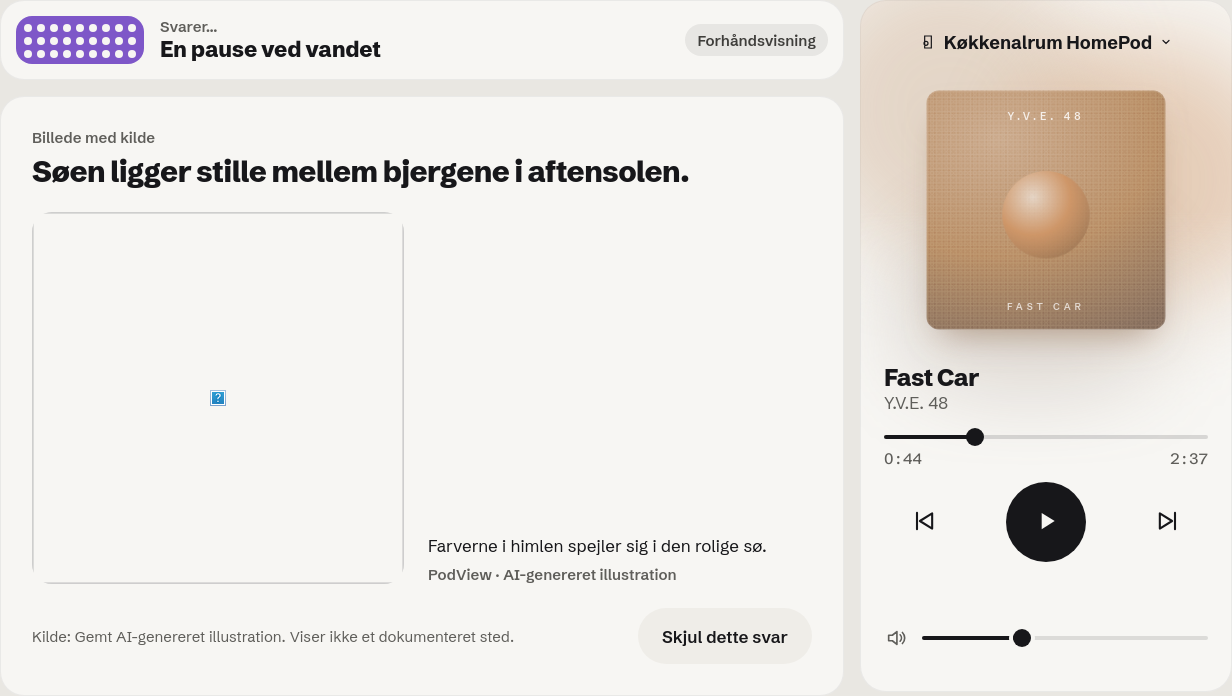 Svarer...
En pause ved vandet
Forhåndsvisning
Billede med kilde
Søen ligger stille mellem bjergene i aftensolen.
Farverne i himlen spejler sig i den rolige sø.
PodView · AI-genereret illustration
Kilde: Gemt AI-genereret illustration. Viser ikke et dokumenteret sted.
Skjul dette svar
Køkkenalrum HomePod
Y.V.E. 48
FAST CAR
Fast Car
Y.V.E. 48
0:44
2:37